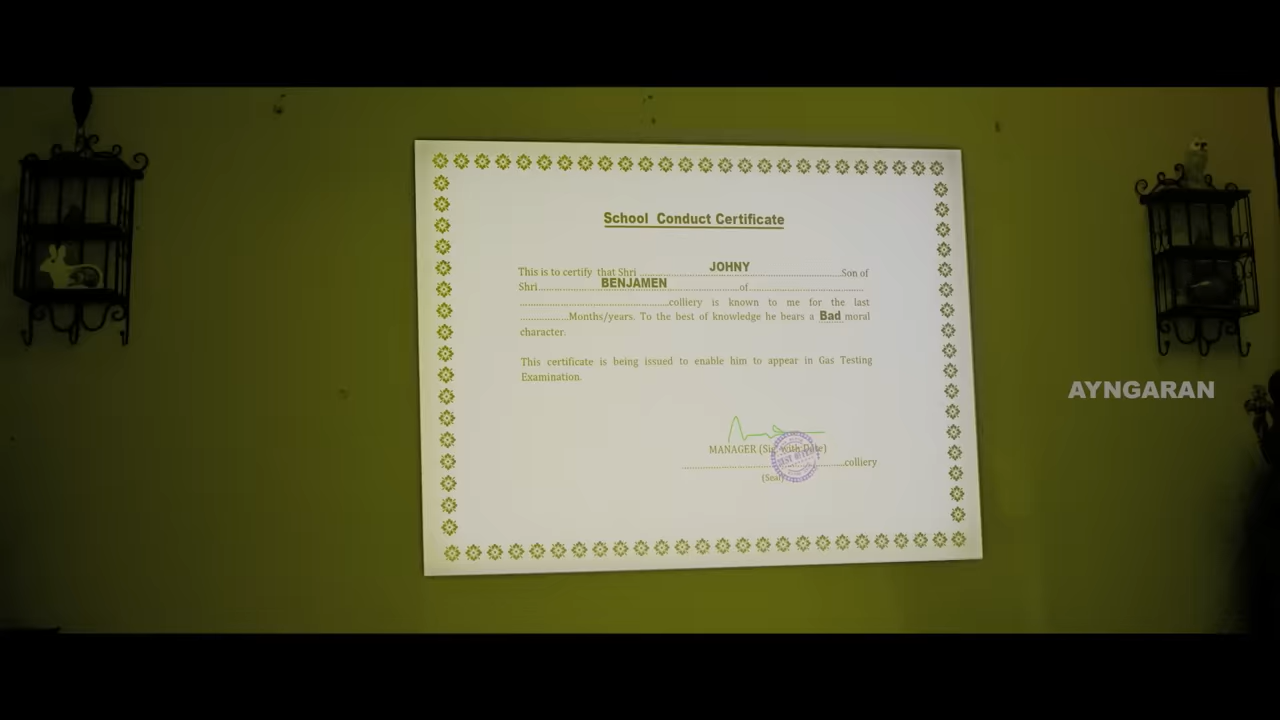 School Conduct Certificate
This is to certify that Shri ..........JOHNY..........Son of
Shri..........BENJAMEN..........of..........
..........colliery is known to me for the last
..........Months/years. To the best of knowledge he bears a Bad moral
character.
This certificate is being issued to enable him to appear in Gas Testing
Examination.
MANAGER (Sig. with Date)
..........colliery
(Seal)
AYNGARAN